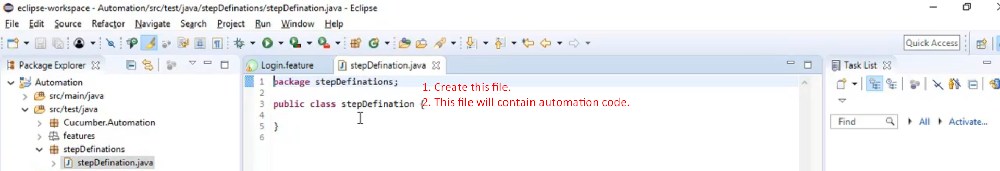 eclipse-workspace - Automation/src/test/java/stepDefinations/stepDefination.java - Eclipse
File Edit Source Refactor Navigate Search Project Run Window Help
Quick Access
Package Explorer
Login.feature
stepDefination.java
Task List
Automation
src/main/java
src/test/java
Cucumber.Automation
features
stepDefinations
stepDefination.java
1 package stepDefinations;
2
3 public class stepDefination {
4
5 }
6
1. Create this file.
2. This file will contain automation code.
Find
All
Activate...